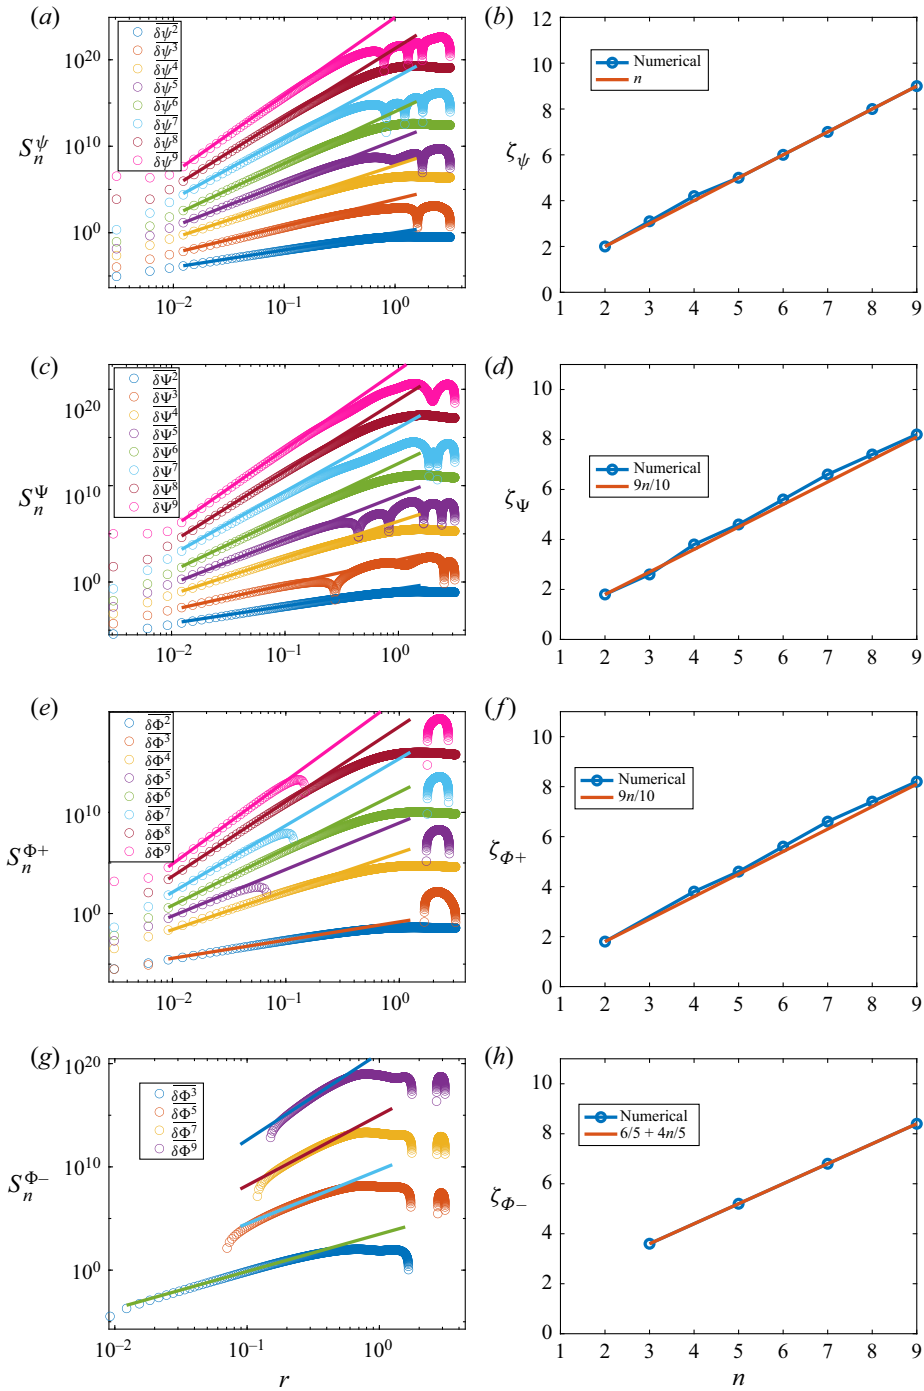 (a)
10²⁰
10¹⁰
10⁰
S_n^ψ
δψ²
δψ³
δψ⁴
δψ⁵
δψ⁶
δψ⁷
δψ⁸
δψ⁹
10⁻² 10⁻¹ 10⁰
(b)
12
10
8
6
4
2
0
ζ_ψ
Numerical
n
1 2 3 4 5 6 7 8 9
(c)
10²⁰
10¹⁰
10⁰
S_n^Ψ
δΨ²
δΨ³
δΨ⁴
δΨ⁵
δΨ⁶
δΨ⁷
δΨ⁸
δΨ⁹
10⁻² 10⁻¹ 10⁰
(d)
10
8
6
4
2
0
ζ_Ψ
Numerical
9n/10
1 2 3 4 5 6 7 8 9
(e)
10¹⁰
10⁰
S_n^Φ+
δΦ²
δΦ³
δΦ⁴
δΦ⁵
δΦ⁶
δΦ⁷
δΦ⁸
δΦ⁹
10⁻² 10⁻¹ 10⁰
(f)
10
8
6
4
2
0
ζ_Φ+
Numerical
9n/10
1 2 3 4 5 6 7 8 9
(g)
10²⁰
10¹⁰
10⁰
S_n^Φ−
δΦ³
δΦ⁵
δΦ⁷
δΦ⁹
10⁻² 10⁻¹ 10⁰
r
(h)
10
8
6
4
2
0
ζ_Φ−
Numerical
6/5 + 4n/5
1 2 3 4 5 6 7 8 9
n